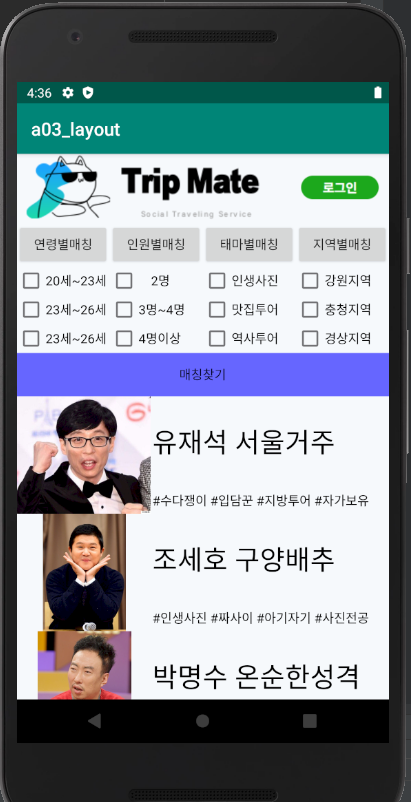 4:36
a03_layout
Trip Mate
로그인
Social Traveling Service
연령별매칭 인원별매칭 태마별매칭 지역별매칭
20세~23세 2명 인생사진 강원지역
23세~26세 3명~4명 맛집투어 충청지역
23세~26세 4명이상 역사투어 경상지역
매칭찾기
유재석 서울거주
#수다쟁이 #입담꾼 #지방투어 #자가보유
조세호 구양배추
#인생사진 #짜사이 #아기자기 #사진전공
박명수 온순한성격